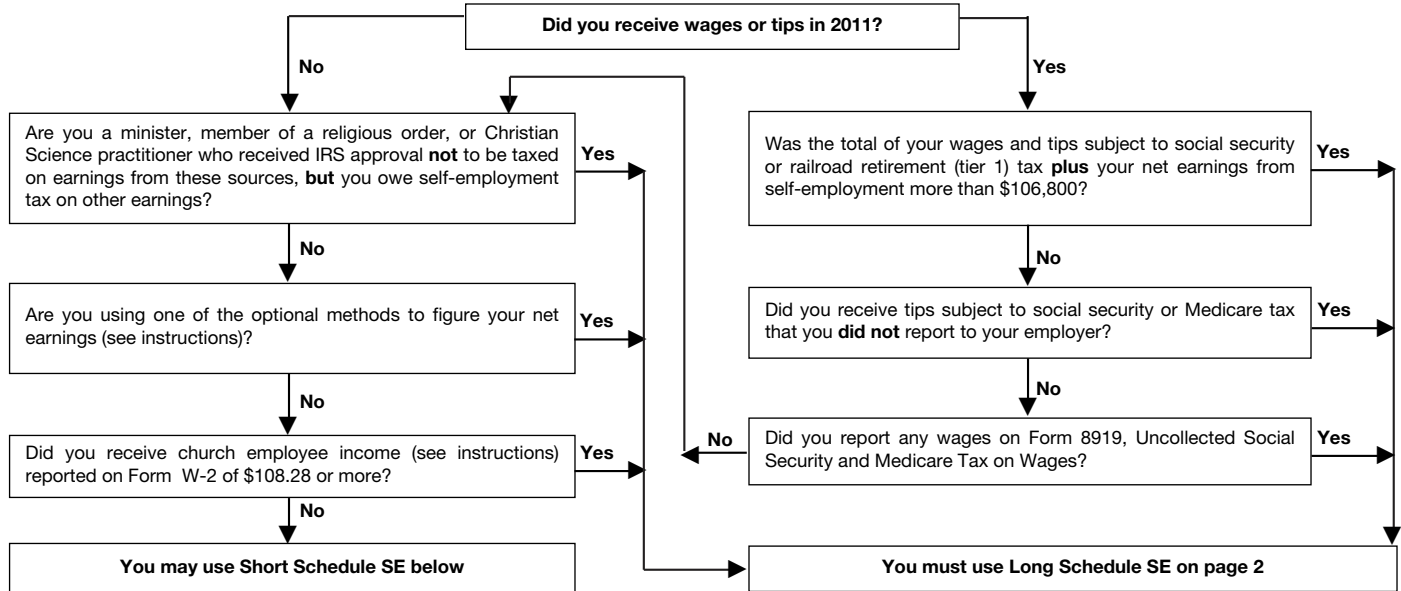 Did you receive wages or tips in 2011?
No
Yes
Are you a minister, member of a religious order, or Christian
Science practitioner who received IRS approval not to be taxed
on earnings from these sources, but you owe self-employment
tax on other earnings?
Yes
Was the total of your wages and tips subject to social security
or railroad retirement (tier 1) tax plus your net earnings from
self-employment more than $106,800?
Yes
No
No
Are you using one of the optional methods to figure your net
earnings (see instructions)?
Yes
Did you receive tips subject to social security or Medicare tax
that you did not report to your employer?
Yes
No
No
Did you receive church employee income (see instructions)
reported on Form W-2 of $108.28 or more?
Yes
No
Did you report any wages on Form 8919, Uncollected Social
Security and Medicare Tax on Wages?
Yes
No
You may use Short Schedule SE below
You must use Long Schedule SE on page 2